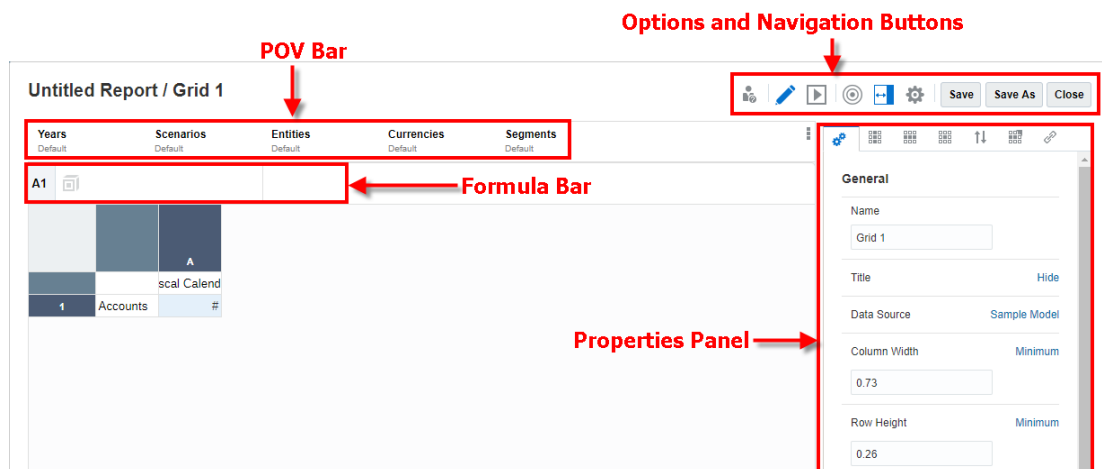 Options and Navigation Buttons
POV Bar
Untitled Report / Grid 1
Save Save As Close
Years Scenarios Entities Currencies Segments
Default Default Default Default Default
A1
Formula Bar
A
scal Calend
1 Accounts #
General
Name
Grid 1
Title Hide
Data Source Sample Model
Properties Panel
Column Width Minimum
0.73
Row Height Minimum
0.26